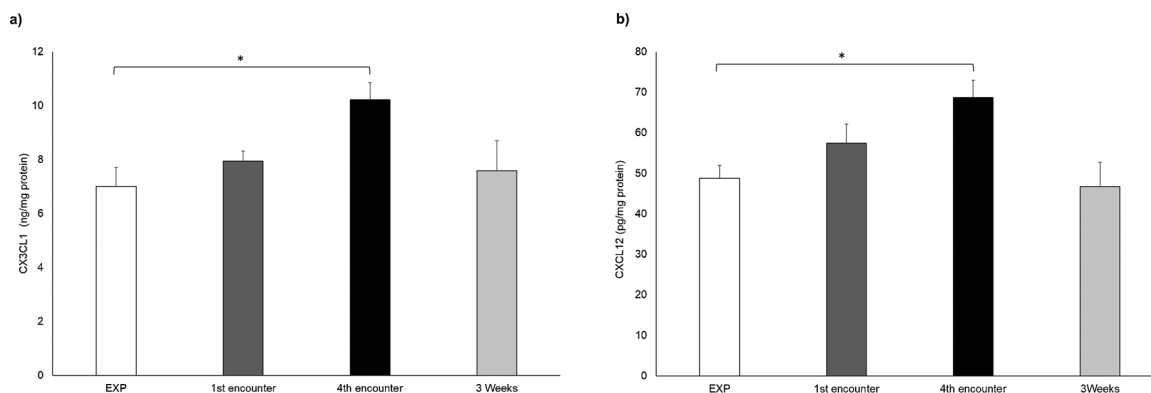 a)
*
12
10
8
6
4
2
0
CX3CL1 (ng/mg protein)
EXP
1st encounter
4th encounter
3 Weeks
b)
*
80
70
60
50
40
30
20
10
0
CXCL12 (pg/mg protein)
EXP
1st encounter
4th encounter
3Weeks